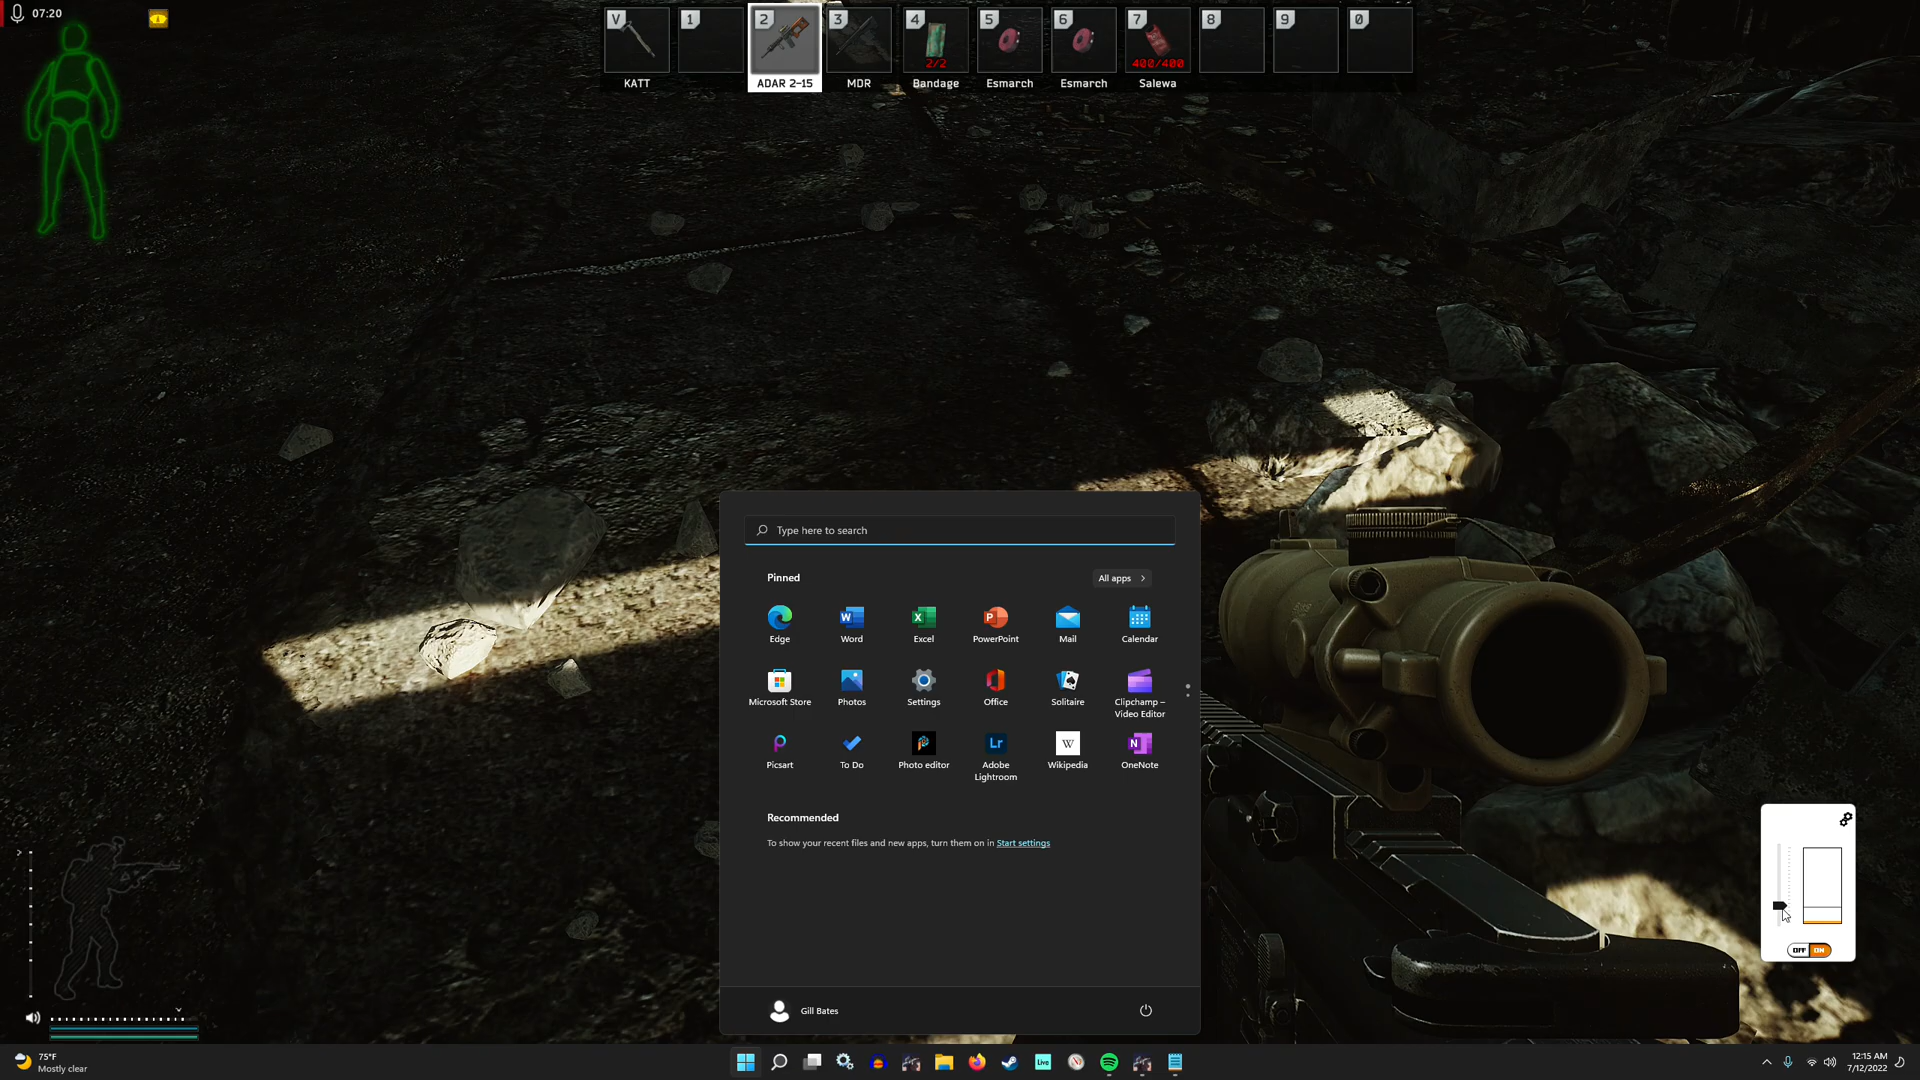 07:20
V
1
2
3
4
5
6
7
8
9
0
2/2
400/400
KATT
ADAR 2-15
MDR
Bandage
Esmarch
Esmarch
Salewa
Type here to search
Pinned
All apps >
Edge
Word
Excel
PowerPoint
Mail
Calendar
Microsoft Store
Photos
Settings
Office
Solitaire
Clipchamp –
Video Editor
Picsart
To Do
Photo editor
Adobe
Lightroom
Wikipedia
OneNote
Recommended
To show your recent files and new apps, turn them on in Start settings
Gill Bates
OFF ON
75°F
Mostly clear
Live
12:15 AM
7/12/2022